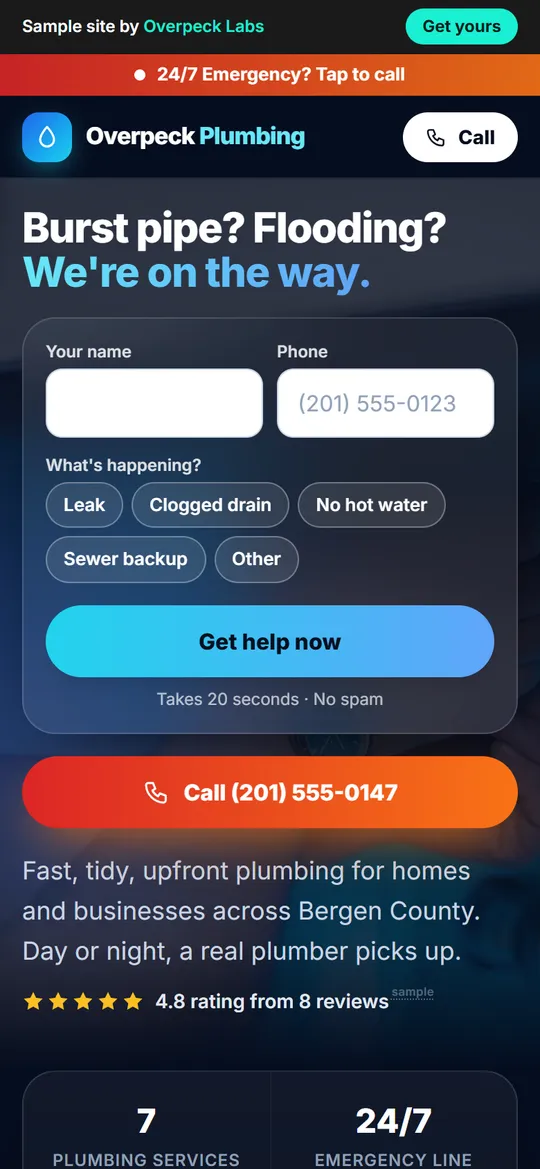 Sample site by Overpeck Labs
Get yours
24/7 Emergency? Tap to call
Overpeck Plumbing
Call
Burst pipe? Flooding?
We're on the way.
Your name
Phone
(201) 555-0123
What's happening?
Leak
Clogged drain
No hot water
Sewer backup
Other
Get help now
Takes 20 seconds · No spam
Call (201) 555-0147
Fast, tidy, upfront plumbing for homes
and businesses across Bergen County.
Day or night, a real plumber picks up.
4.8 rating from 8 reviews sample
7
PLUMBING SERVICES
24/7
EMERGENCY LINE